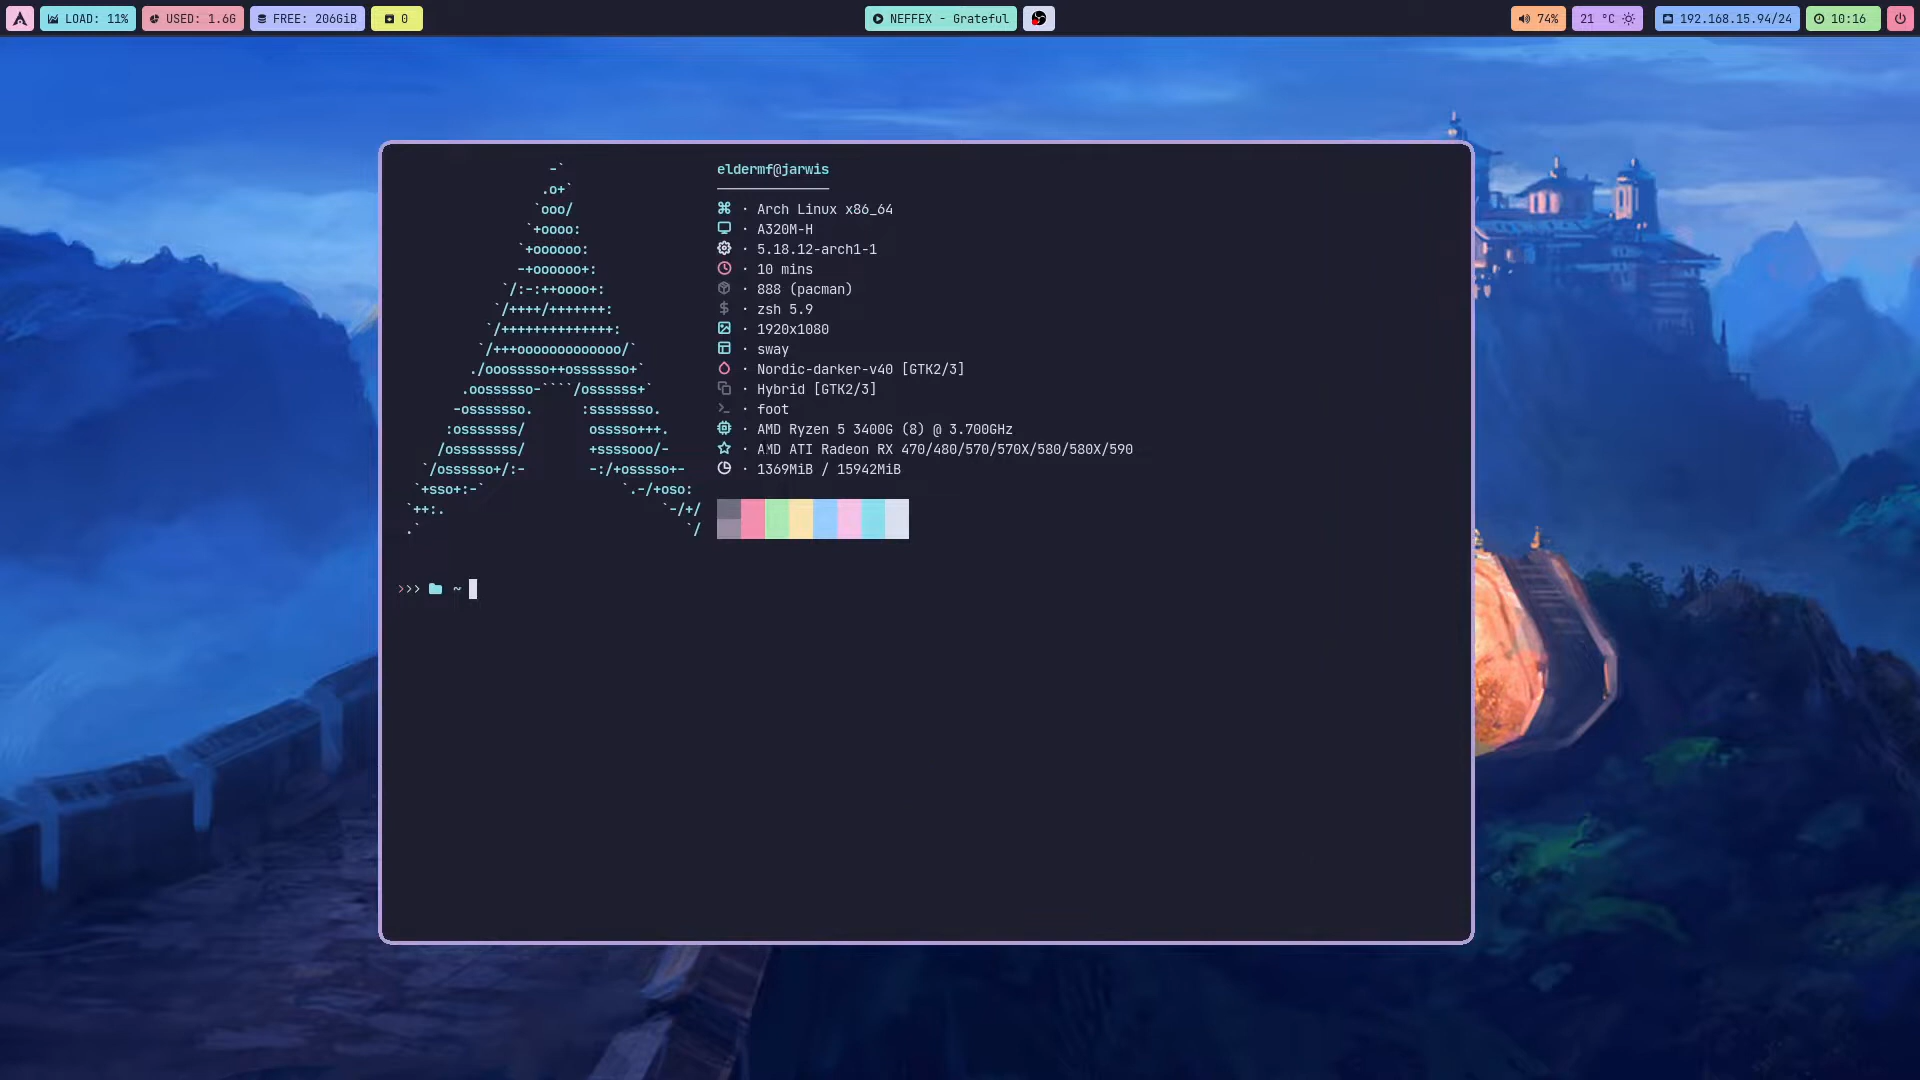 LOAD: 11% USED: 1.6G FREE: 206GiB 0 NEFFEX - Grateful 74% 21 °C 192.168.15.94/24 10:16
-`
.o+`
`ooo/
`+oooo:
`+oooooo:
-+oooooo+:
`/:-:++oooo+:
`/++++/+++++++:
`/++++++++++++++:
`/+++ooooooooooooo/`
./ooosssso++osssssso+`
.oossssso-````/ossssss+`
-osssssso.      :ssssssso.
:osssssss/        osssso+++.
/ossssssss/        +ssssooo/-
`/ossssso+/:-        -:/+osssso+-
`+sso+:-`                 `.-/+oso:
`++:.                           `-/+/
.`                                 `/
eldermf@jarwis
· Arch Linux x86_64
· A320M-H
· 5.18.12-arch1-1
· 10 mins
· 888 (pacman)
· zsh 5.9
· 1920x1080
· sway
· Nordic-darker-v40 [GTK2/3]
· Hybrid [GTK2/3]
· foot
· AMD Ryzen 5 3400G (8) @ 3.700GHz
· AMD ATI Radeon RX 470/480/570/570X/580/580X/590
· 1369MiB / 15942MiB
>>> ~